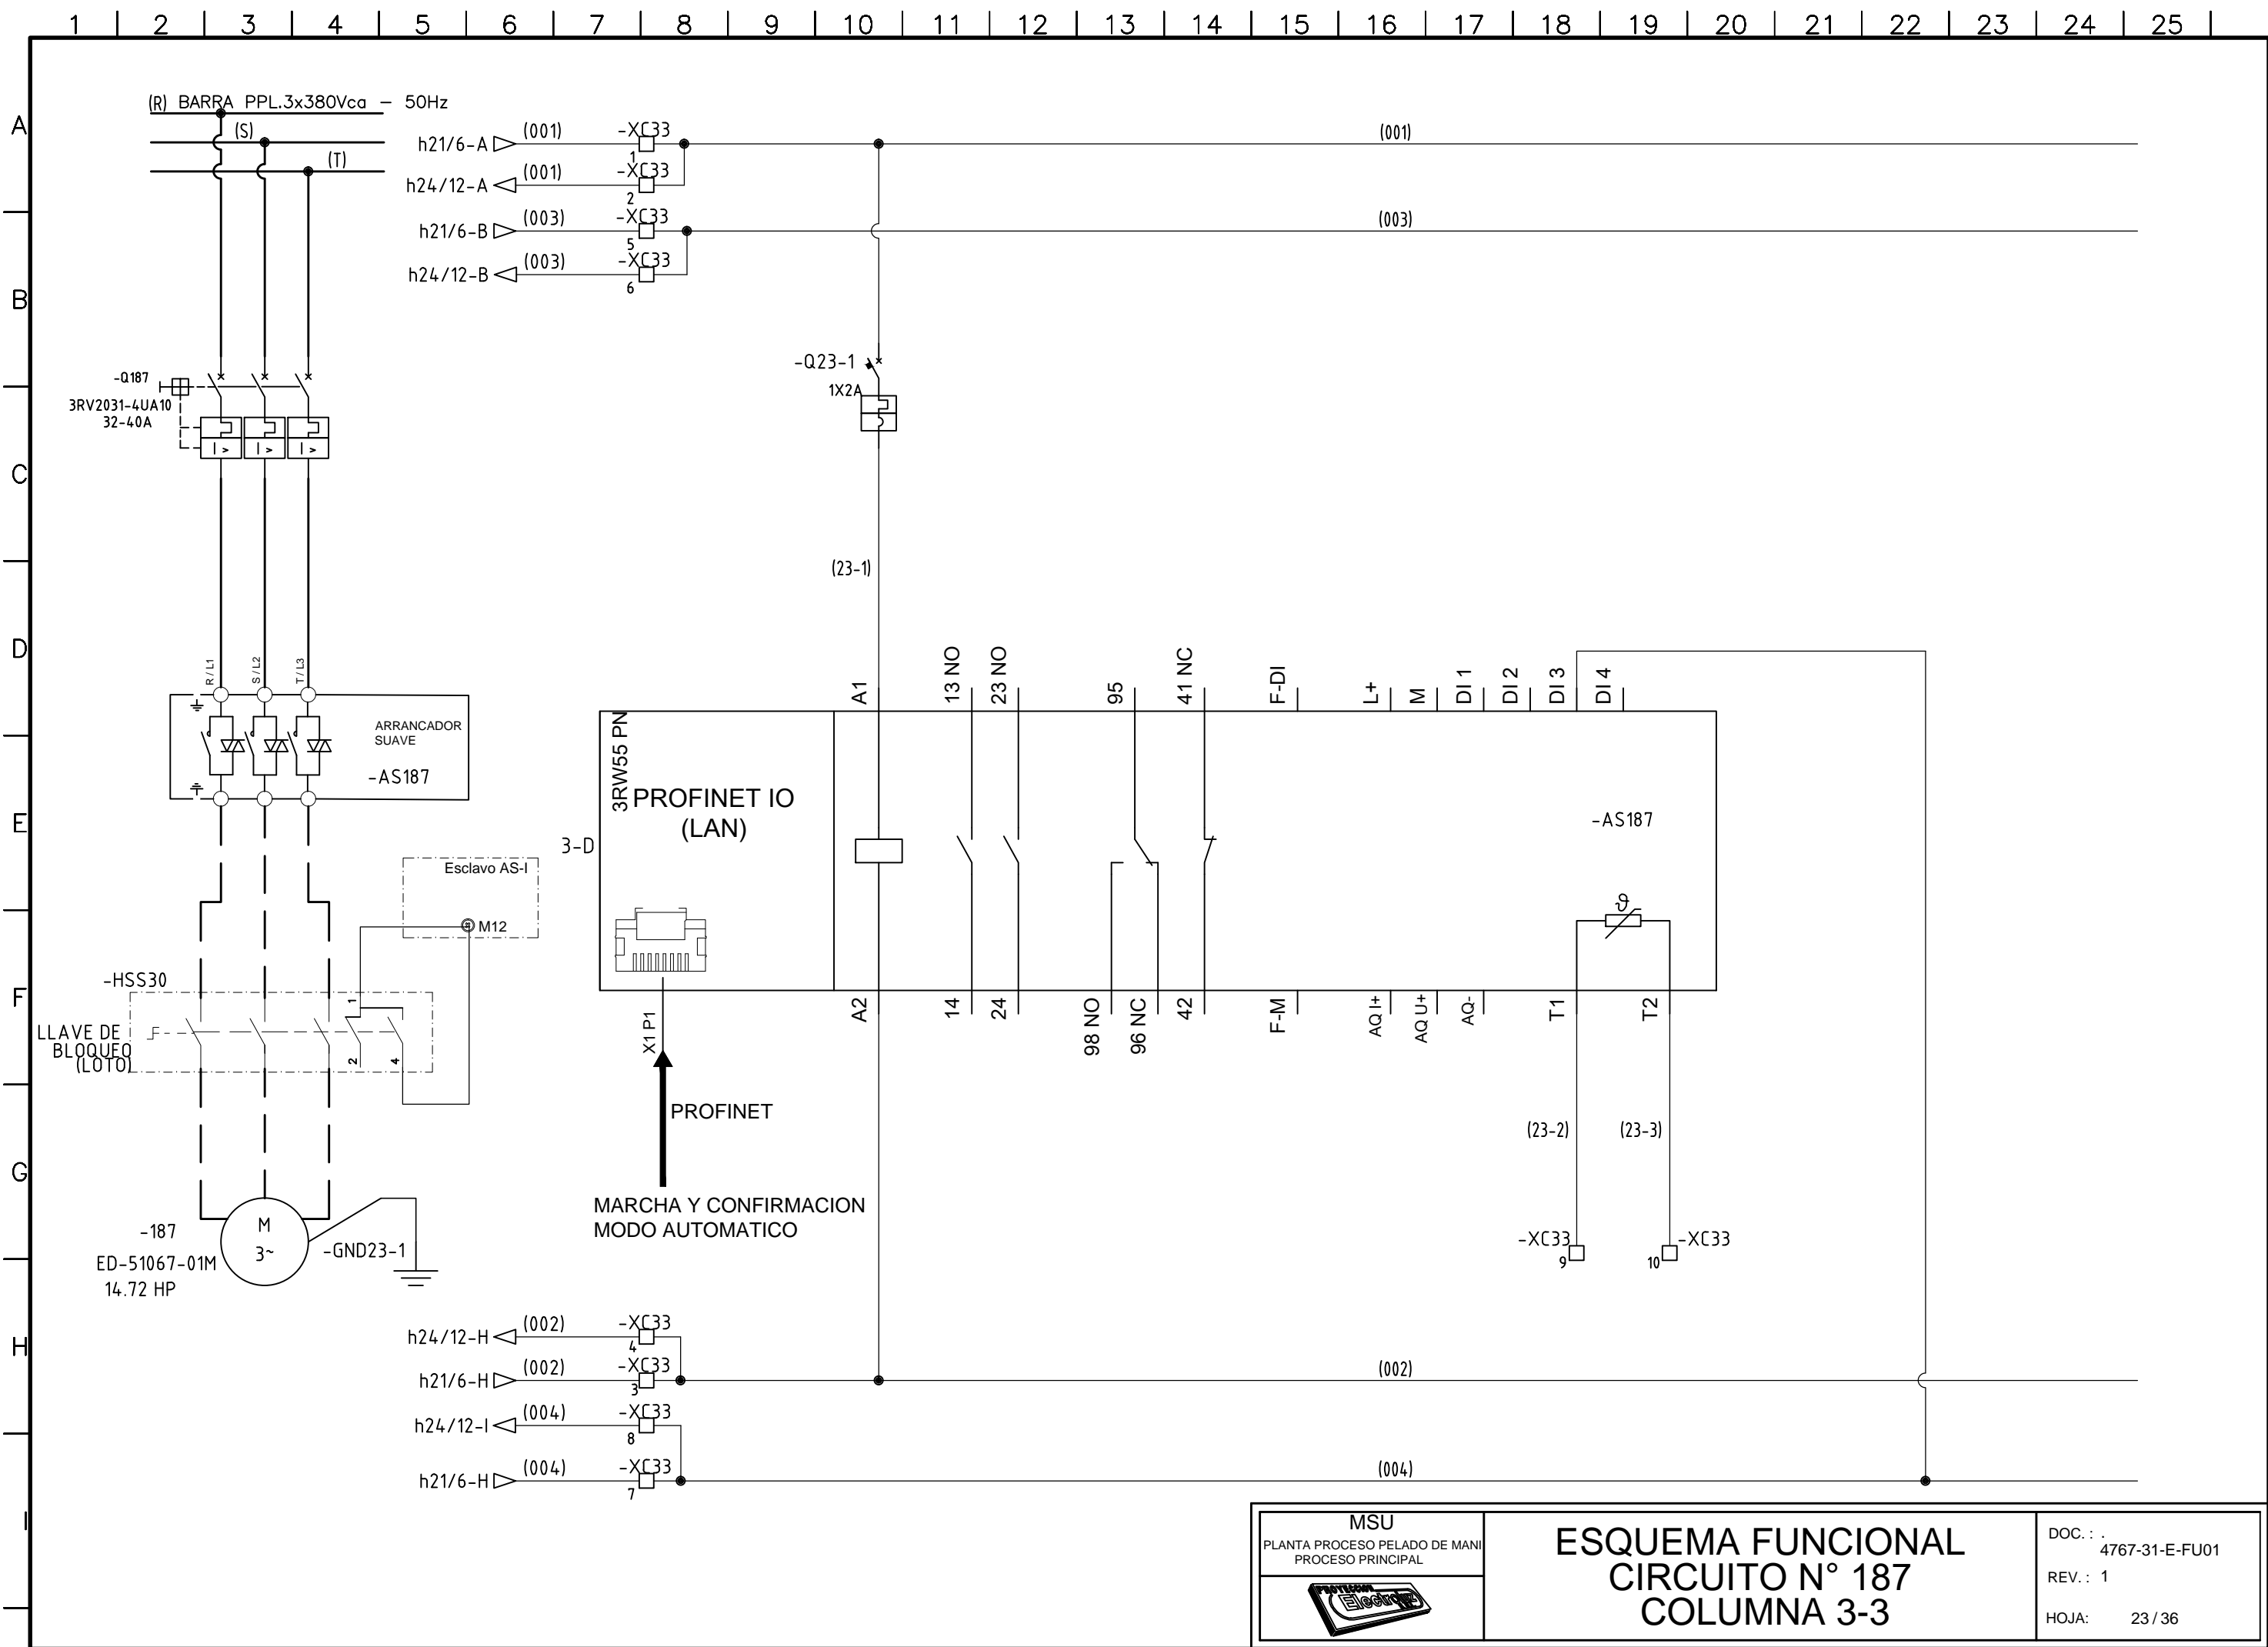 1 2 3 4 5 6 7 8 9 10 11 12 13 14 15 16 17 18 19 20 21 22 23 24 25
A
B
C
D
E
F
G
H
I
(R) BARRA PPL.3x380Vca - 50Hz
(S)
(T)
h21/6-A (001) -XC33 1 (001)
h24/12-A (001) -XC33 2
h21/6-B (003) -XC33 5 (003)
h24/12-B (003) -XC33 6
-Q187
3RV2031-4UA10
32-40A
I > I > I >
-Q23-1
1X2A
(23-1)
R / L1 S / L2 T / L3
ARRANCADOR
SUAVE
-AS187
Esclavo AS-I
M12
-HSS30
LLAVE DE
BLOQUEO
(LOTO)
1
2 4
-187
ED-51067-01M
14.72 HP
M
3~
-GND23-1
A1 13 NO 23 NO 95 41 NC F-DI L+ M DI 1 DI 2 DI 3 DI 4
3RW55 PN
PROFINET IO
(LAN)
3-D
-AS187
ϑ
A2 14 24 98 NO 96 NC 42 F-M AQ I+ AQ U+ AQ- T1 T2
X1 P1
PROFINET
MARCHA Y CONFIRMACION
MODO AUTOMATICO
(23-2) (23-3)
-XC33 9 -XC33 10
h24/12-H (002) -XC33 4
h21/6-H (002) -XC33 3 (002)
h24/12-I (004) -XC33 8
h21/6-H (004) -XC33 7 (004)
MSU
PLANTA PROCESO PELADO DE MANI
PROCESO PRINCIPAL
PROYECCION
Electroluz
ESQUEMA FUNCIONAL
CIRCUITO N° 187
COLUMNA 3-3
DOC. : .
4767-31-E-FU01
REV. : 1
HOJA: 23 / 36